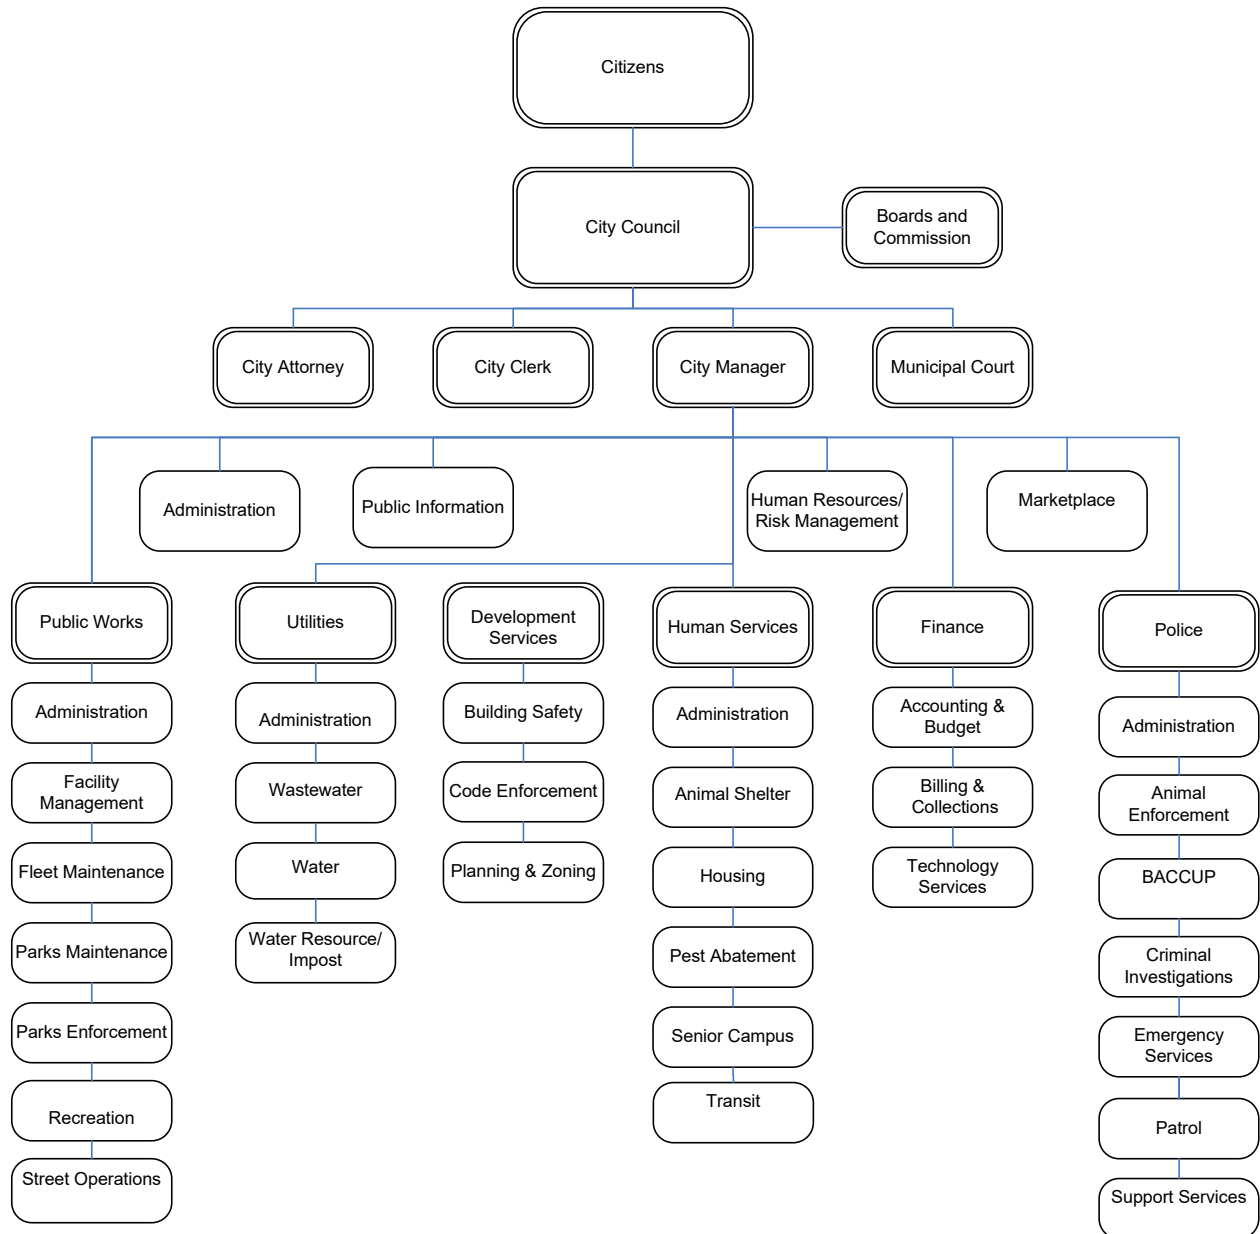 Citizens
City Council
Boards and
Commission
City Attorney
City Clerk
City Manager
Municipal Court
Administration
Public Information
Human Resources/
Risk Management
Marketplace
Public Works
Administration
Facility
Management
Fleet Maintenance
Parks Maintenance
Parks Enforcement
Recreation
Street Operations
Utilities
Administration
Wastewater
Water
Water Resource/
Impost
Development
Services
Building Safety
Code Enforcement
Planning & Zoning
Human Services
Administration
Animal Shelter
Housing
Pest Abatement
Senior Campus
Transit
Finance
Accounting &
Budget
Billing &
Collections
Technology
Services
Police
Administration
Animal
Enforcement
BACCUP
Criminal
Investigations
Emergency
Services
Patrol
Support Services